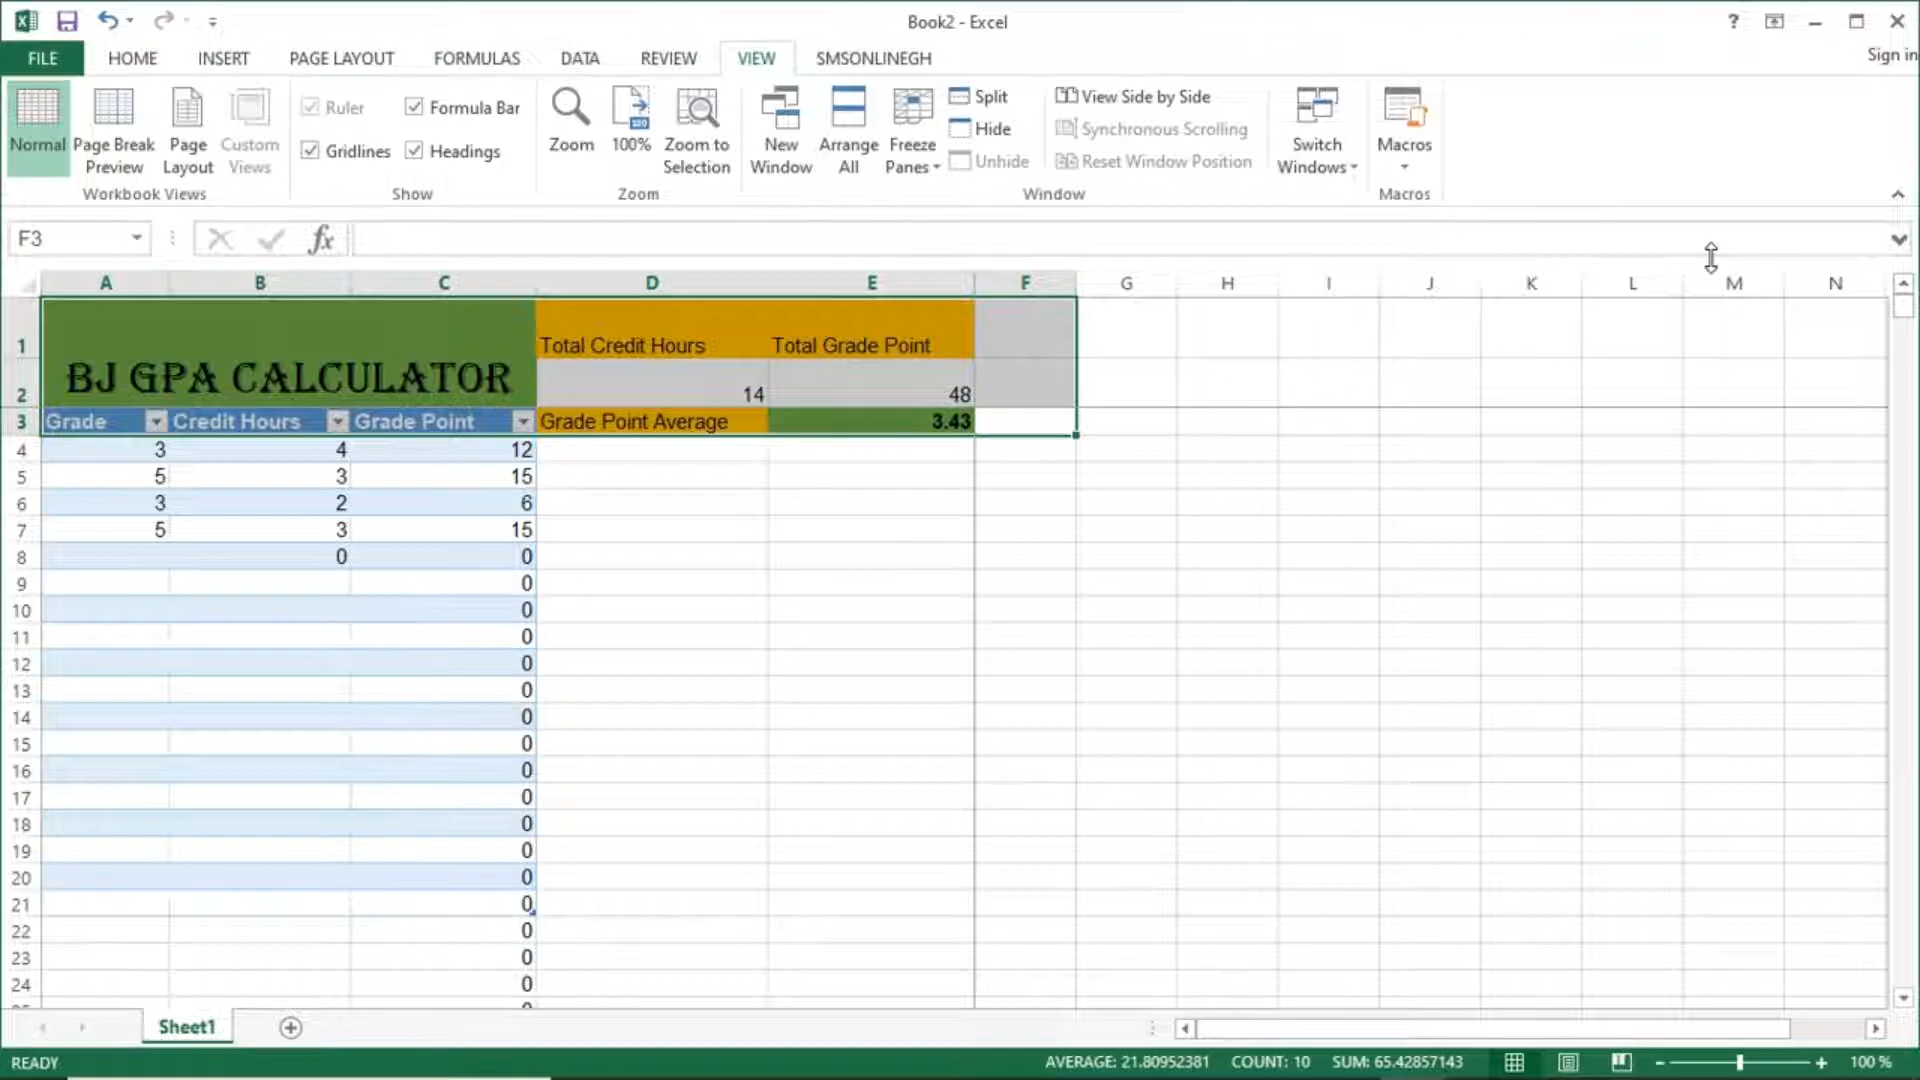 Book2 - Excel
?
Sign in
FILE HOME INSERT PAGE LAYOUT FORMULAS DATA REVIEW VIEW SMSONLINEGH
Normal
Page Break Preview
Page Layout
Custom Views
Workbook Views
Ruler
Formula Bar
Gridlines
Headings
Show
Zoom
100%
Zoom to Selection
Zoom
New Window
Arrange All
Freeze Panes
Split
Hide
Unhide
View Side by Side
Synchronous Scrolling
Reset Window Position
Window
Switch Windows
Macros
Macros
F3
fx
A B C D E F G H I J K L M N
1 Total Credit Hours Total Grade Point
2 BJ GPA CALCULATOR 14 48
3 Grade Credit Hours Grade Point Grade Point Average 3.43
4 3 4 12
5 5 3 15
6 3 2 6
7 5 3 15
8 0 0
9 0
10 0
11 0
12 0
13 0
14 0
15 0
16 0
17 0
18 0
19 0
20 0
21 0
22 0
23 0
24 0
Sheet1
READY
AVERAGE: 21.80952381 COUNT: 10 SUM: 65.42857143
100 %